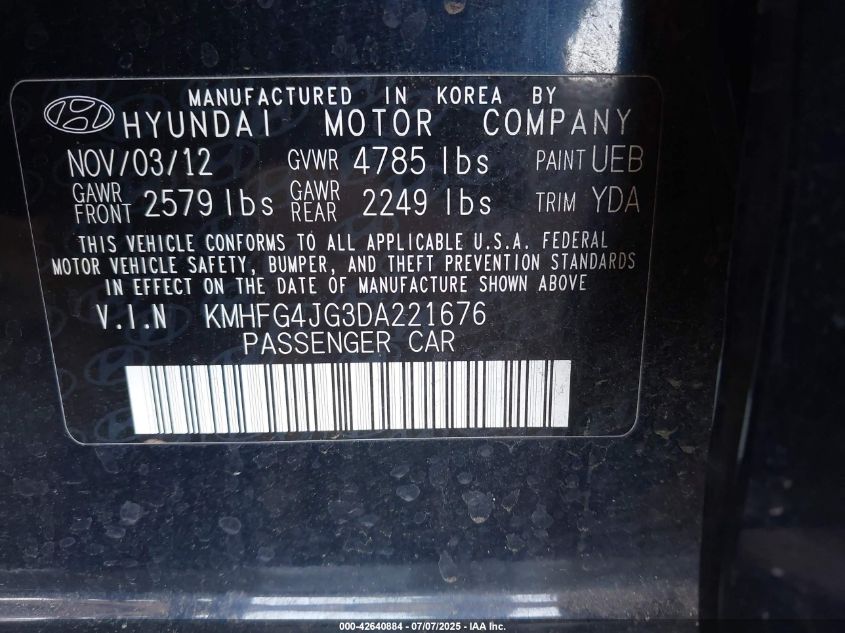 MANUFACTURED IN KOREA BY
HYUNDAI MOTOR COMPANY
NOV/03/12 GVWR 4785 lbs PAINT UEB
GAWR FRONT 2579 lbs GAWR REAR 2249 lbs TRIM YDA
THIS VEHICLE CONFORMS TO ALL APPLICABLE U.S.A. FEDERAL
MOTOR VEHICLE SAFETY, BUMPER, AND THEFT PREVENTION STANDARDS
IN EFFECT ON THE DATE OF MANUFACTURE SHOWN ABOVE
V.I.N KMHFG4JG3DA221676
PASSENGER CAR
000-42640884 - 07/07/2025 - IAA Inc.